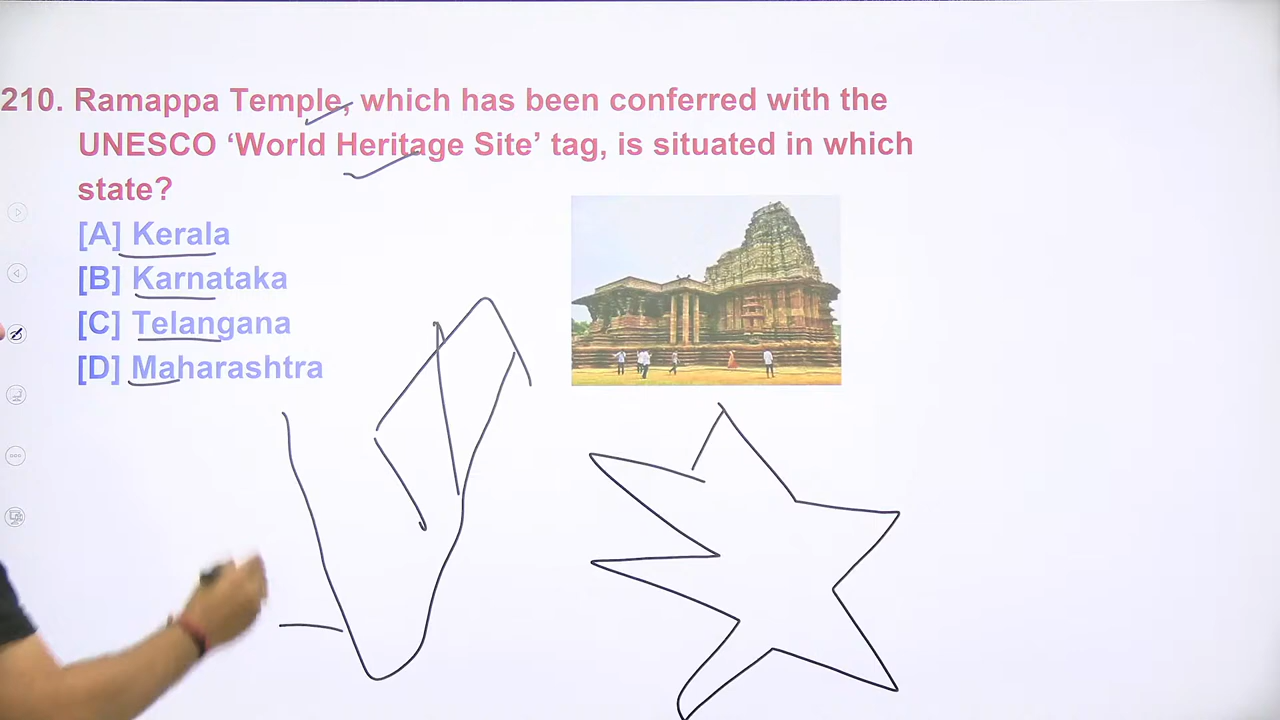 210. Ramappa Temple, which has been conferred with the
UNESCO ‘World Heritage Site’ tag, is situated in which
state?
[A] Kerala
[B] Karnataka
[C] Telangana
[D] Maharashtra